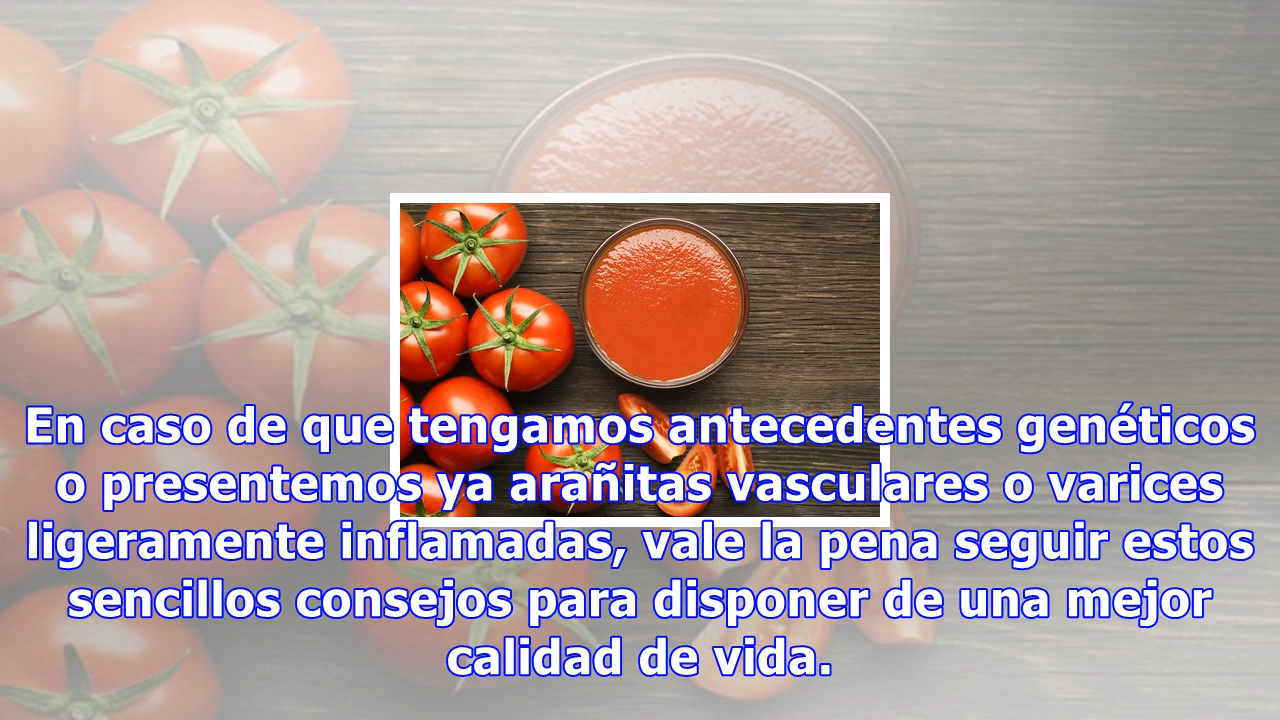 En caso de que tengamos antecedentes genéticos
o presentemos ya arañitas vasculares o varices
ligeramente inflamadas, vale la pena seguir estos
sencillos consejos para disponer de una mejor
calidad de vida.